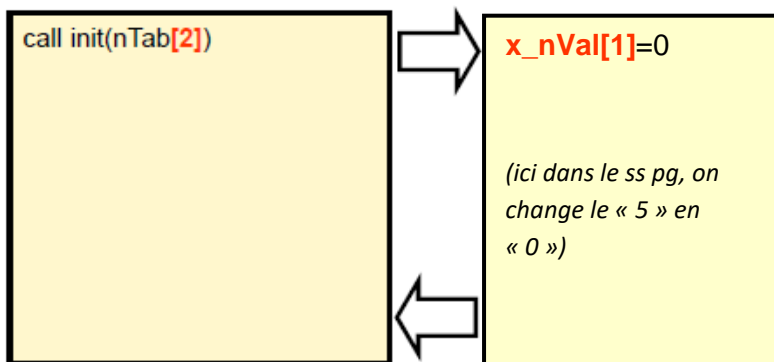 call init(nTab[2])
x_nVal[1]=0
(ici dans le ss pg, on
change le « 5 » en
« 0 »)